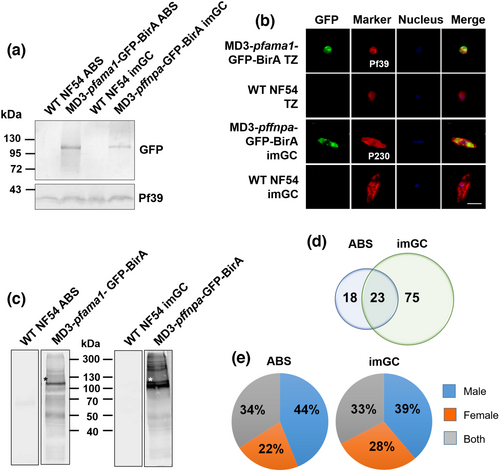 (a)
WT NF54 ABS
MD3-pfama1-GFP-BirA ABS
WT NF54 imGC
MD3-pffnpa-GFP-BirA imGC
kDa
130
95
72
GFP
43
Pf39
(b)
GFP Marker Nucleus Merge
MD3-pfama1-
GFP-BirA TZ
Pf39
WT NF54
TZ
MD3-pffnpa-
GFP-BirA
imGC
P230
WT NF54
imGC
(c)
WT NF54 ABS
MD3-pfama1- GFP-BirA
kDa
300
130
100
70
50
40
*
WT NF54 imGC
MD3-pffnpa-GFP-BirA
*
(d)
ABS imGC
18 23 75
(e)
ABS imGC
34% 44%
22%
33% 39%
28%
Male
Female
Both